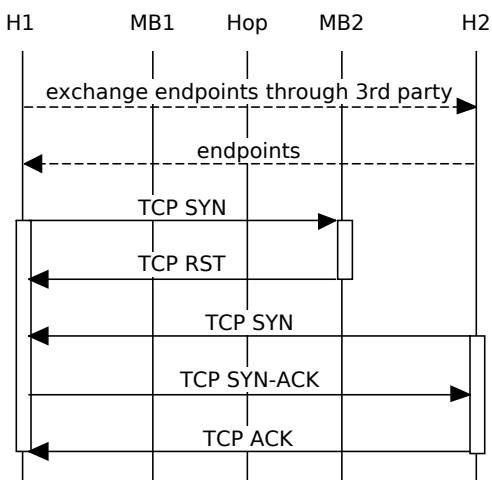 H1 MB1 Hop MB2 H2
exchange endpoints through 3rd party
endpoints
TCP SYN
TCP RST
TCP SYN
TCP SYN-ACK
TCP ACK